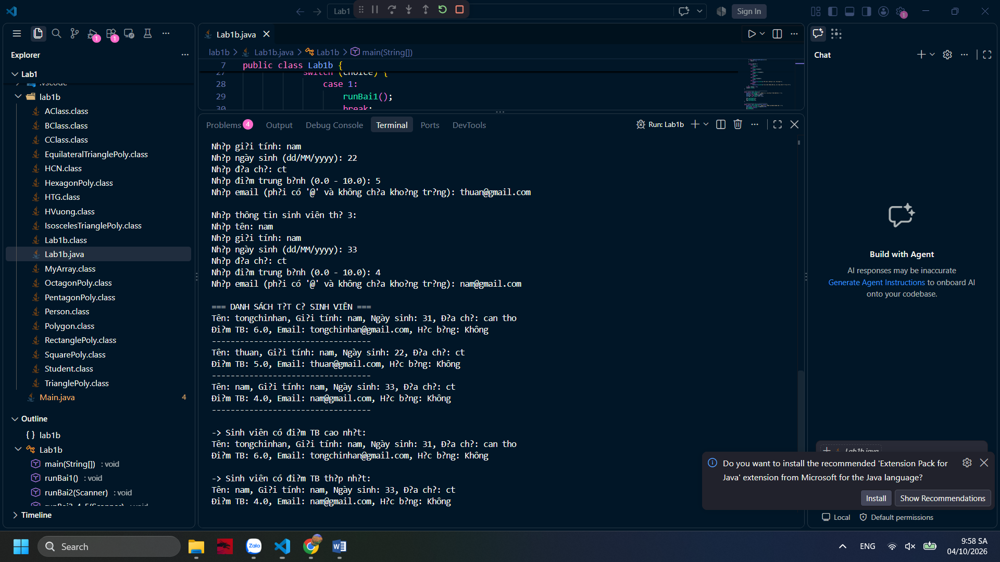 Lab1
Sign In
1
1
1
Explorer
Lab1
.vscode
lab1b
AClass.class
BClass.class
CClass.class
EquilateralTrianglePoly.class
HCN.class
HexagonPoly.class
HTG.class
HVuong.class
IsoscelesTrianglePoly.class
Lab1b.class
Lab1b.java
MyArray.class
OctagonPoly.class
PentagonPoly.class
Person.class
Polygon.class
RectanglePoly.class
SquarePoly.class
Student.class
TrianglePoly.class
Main.java 4
Outline
{ } lab1b
Lab1b
main(String[]) : void
runBai1() : void
runBai2(Scanner) : void
Timeline
Lab1b.java
lab1b > Lab1b.java > Lab1b > main(String[])
7 public class Lab1b {
27 switch (choice) {
28 case 1:
29 runBai1();
30 break;
Problems 4 Output Debug Console Terminal Ports DevTools Run: Lab1b
Nh?p gi?i tính: nam
Nh?p ngày sinh (dd/MM/yyyy): 22
Nh?p đ?a ch?: ct
Nh?p đi?m trung b?nh (0.0 - 10.0): 5
Nh?p email (ph?i có '@' và không ch?a kho?ng tr?ng): thuan@gmail.com
Nh?p thông tin sinh viên th? 3:
Nh?p tên: nam
Nh?p gi?i tính: nam
Nh?p ngày sinh (dd/MM/yyyy): 33
Nh?p đ?a ch?: ct
Nh?p đi?m trung b?nh (0.0 - 10.0): 4
Nh?p email (ph?i có '@' và không ch?a kho?ng tr?ng): nam@gmail.com
=== DANH SÁCH T?T C? SINH VIÊN ===
Tên: tongchinhan, Gi?i tính: nam, Ngày sinh: 31, Đ?a ch?: can tho
Đi?m TB: 6.0, Email: tongchinhan@gmail.com, H?c b?ng: Không
----------------------------------
Tên: thuan, Gi?i tính: nam, Ngày sinh: 22, Đ?a ch?: ct
Đi?m TB: 5.0, Email: thuan@gmail.com, H?c b?ng: Không
----------------------------------
Tên: nam, Gi?i tính: nam, Ngày sinh: 33, Đ?a ch?: ct
Đi?m TB: 4.0, Email: nam@gmail.com, H?c b?ng: Không
----------------------------------
-> Sinh viên có đi?m TB cao nh?t:
Tên: tongchinhan, Gi?i tính: nam, Ngày sinh: 31, Đ?a ch?: can tho
Đi?m TB: 6.0, Email: tongchinhan@gmail.com, H?c b?ng: Không
-> Sinh viên có đi?m TB th?p nh?t:
Tên: nam, Gi?i tính: nam, Ngày sinh: 33, Đ?a ch?: ct
Đi?m TB: 4.0, Email: nam@gmail.com, H?c b?ng: Không
Chat
Build with Agent
AI responses may be inaccurate
Generate Agent Instructions to onboard AI
onto your codebase.
Lab1b.java
Do you want to install the recommended 'Extension Pack for
Java' extension from Microsoft for the Java language?
Install
Show Recommendations
Local Default permissions
Search
Zalo
ENG
9:58 SA
04/10/2026